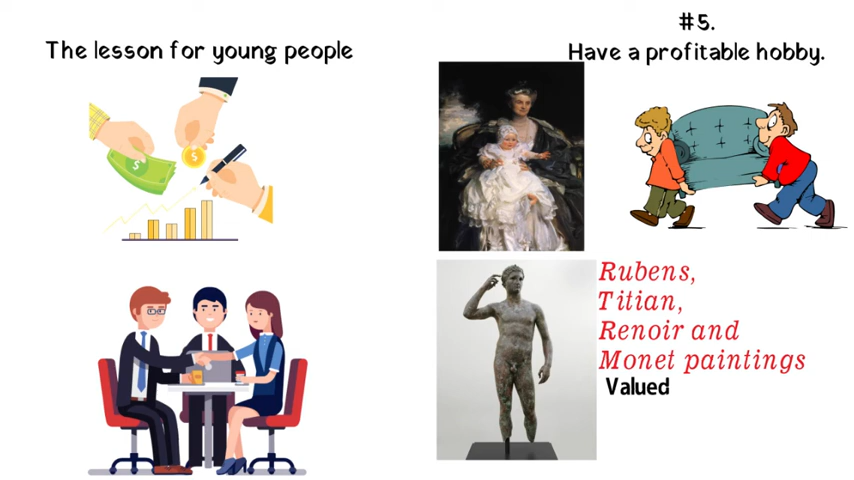 The lesson for young people
#5.
Have a profitable hobby.
Rubens,
Titian,
Renoir and
Monet paintings
Valued